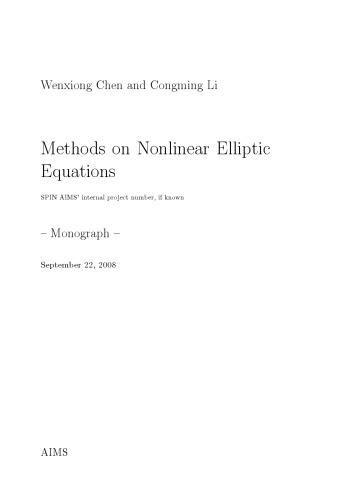 Wenxiong Chen and Congming Li
Methods on Nonlinear Elliptic
Equations
SPIN AIMS' internal project number, if known
– Monograph –
September 22, 2008
AIMS